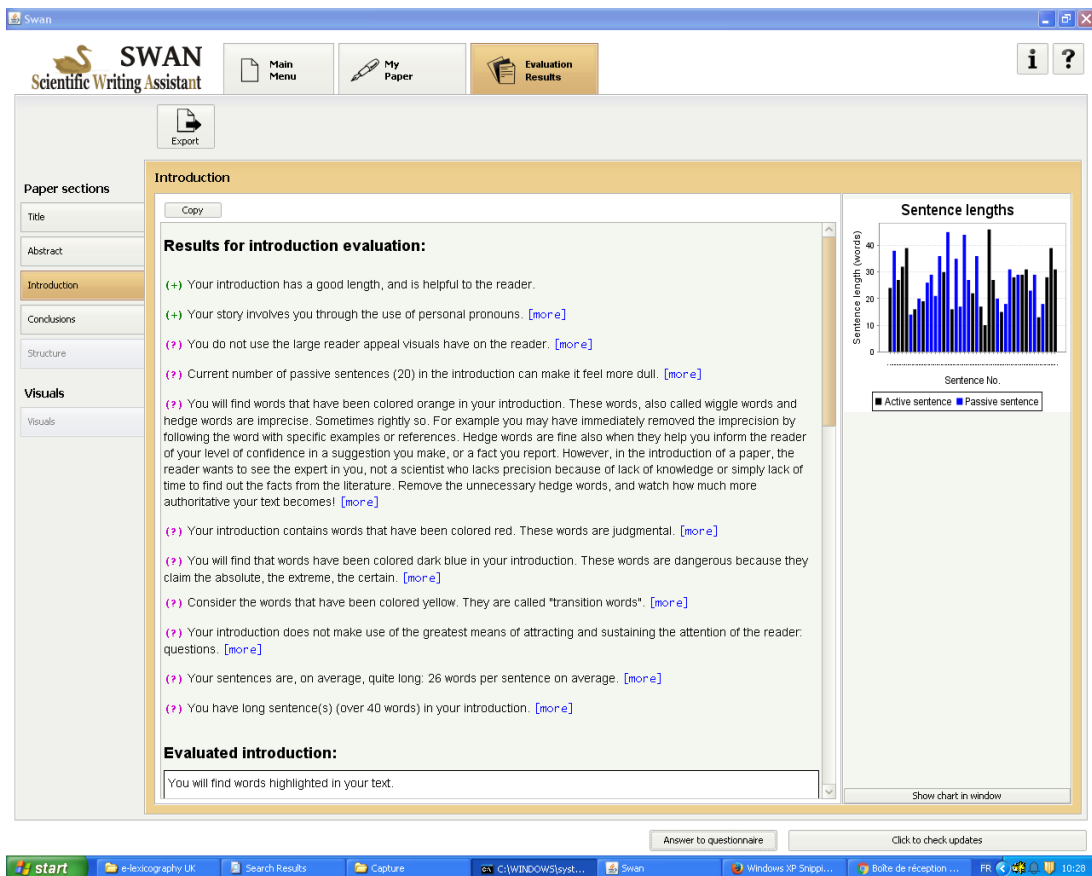 Swan
SWAN
Scientific Writing Assistant
Main
Menu
My
Paper
Evaluation
Results
i
?
Export
Paper sections
Title
Abstract
Introduction
Conclusions
Structure
Visuals
Visuals
Introduction
Copy
Results for introduction evaluation:
(+) Your introduction has a good length, and is helpful to the reader.
(+) Your story involves you through the use of personal pronouns. [more]
(?) You do not use the large reader appeal visuals have on the reader. [more]
(?) Current number of passive sentences (20) in the introduction can make it feel more dull. [more]
(?) You will find words that have been colored orange in your introduction. These words, also called wiggle words and
hedge words are imprecise. Sometimes rightly so. For example you may have immediately removed the imprecision by
following the word with specific examples or references. Hedge words are fine also when they help you inform the reader
of your level of confidence in a suggestion you make, or a fact you report. However, in the introduction of a paper, the
reader wants to see the expert in you, not a scientist who lacks precision because of lack of knowledge or simply lack of
time to find out the facts from the literature. Remove the unnecessary hedge words, and watch how much more
authoritative your text becomes! [more]
(?) Your introduction contains words that have been colored red. These words are judgmental. [more]
(?) You will find that words have been colored dark blue in your introduction. These words are dangerous because they
claim the absolute, the extreme, the certain. [more]
(?) Consider the words that have been colored yellow. They are called "transition words". [more]
(?) Your introduction does not make use of the greatest means of attracting and sustaining the attention of the reader:
questions. [more]
(?) Your sentences are, on average, quite long: 26 words per sentence on average. [more]
(?) You have long sentence(s) (over 40 words) in your introduction. [more]
Evaluated introduction:
You will find words highlighted in your text.
Sentence lengths
Sentence length (words)
40
30
20
10
0
Sentence No.
Active sentence Passive sentence
Show chart in window
Answer to questionnaire
Click to check updates
start
e-lexicography UK
Search Results
Capture
C:\WINDOWS\syst...
Swan
Windows XP Snippi...
Boîte de réception ...
FR
10:28